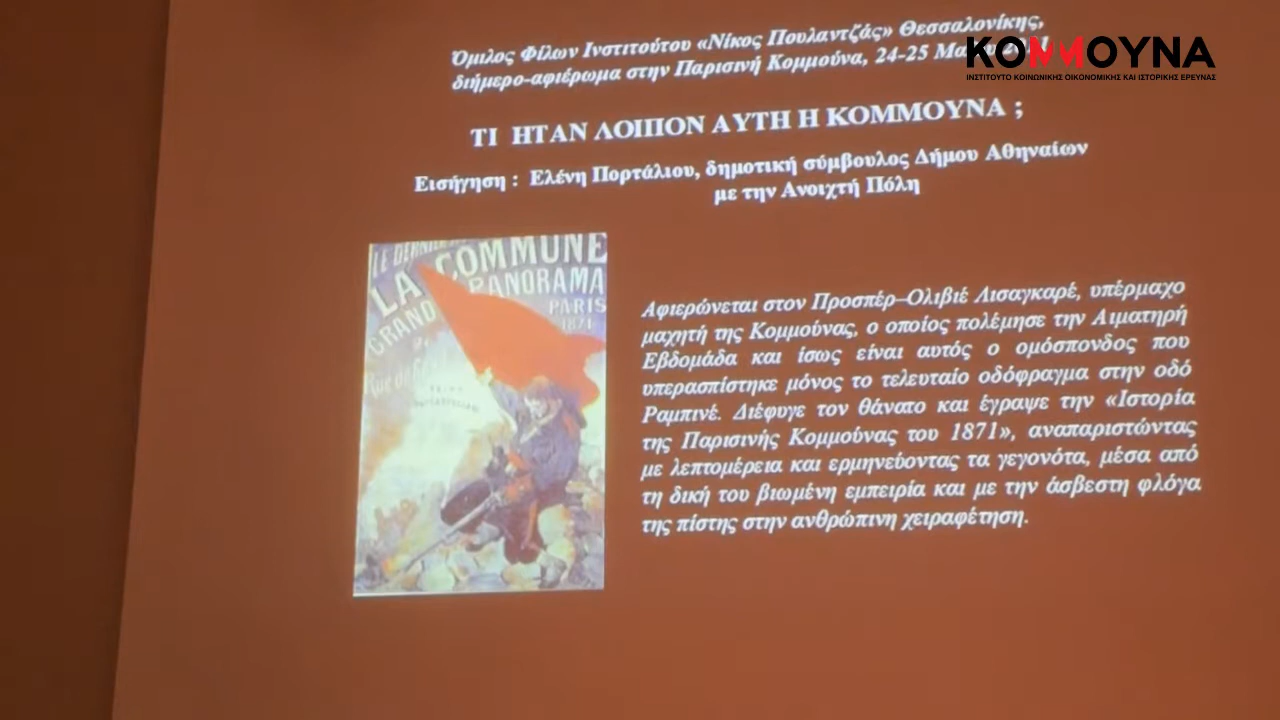 Όμιλος Φίλων Ινστιτούτου «Νίκος Πουλαντζάς» Θεσσαλονίκης,
διήμερο-αφιέρωμα στην Παρισινή Κομμούνα, 24-25
ΚΟΜΜΟΥΝΑ
ΙΝΣΤΙΤΟΥΤΟ ΚΟΙΝΩΝΙΚΗΣ ΟΙΚΟΝΟΜΙΚΗΣ ΚΑΙ ΙΣΤΟΡΙΚΗΣ ΕΡΕΥΝΑΣ
ΤΙ ΗΤΑΝ ΛΟΙΠΟΝ ΑΥΤΗ Η ΚΟΜΜΟΥΝΑ ;
Εισήγηση : Ελένη Πορτάλιου, δημοτική σύμβουλος Δήμου Αθηναίων
με την Ανοιχτή Πόλη
LA COMMUNE
GRAND PANORAMA
PARIS
1871
Αφιερώνεται στον Προσπέρ–Ολιβιέ Λισαγκαρέ, υπέρμαχο
μαχητή της Κομμούνας, ο οποίος πολέμησε την Αιματηρή
Εβδομάδα και ίσως είναι αυτός ο ομόσπονδος που
υπερασπίστηκε μόνος το τελευταίο οδόφραγμα στην οδό
Ραμπινέ. Διέφυγε τον θάνατο και έγραψε την «Ιστορία
της Παρισινής Κομμούνας του 1871», αναπαριστώντας
με λεπτομέρεια και ερμηνεύοντας τα γεγονότα, μέσα από
τη δική του βιωμένη εμπειρία και με την άσβεστη φλόγα
της πίστης στην ανθρώπινη χειραφέτηση.